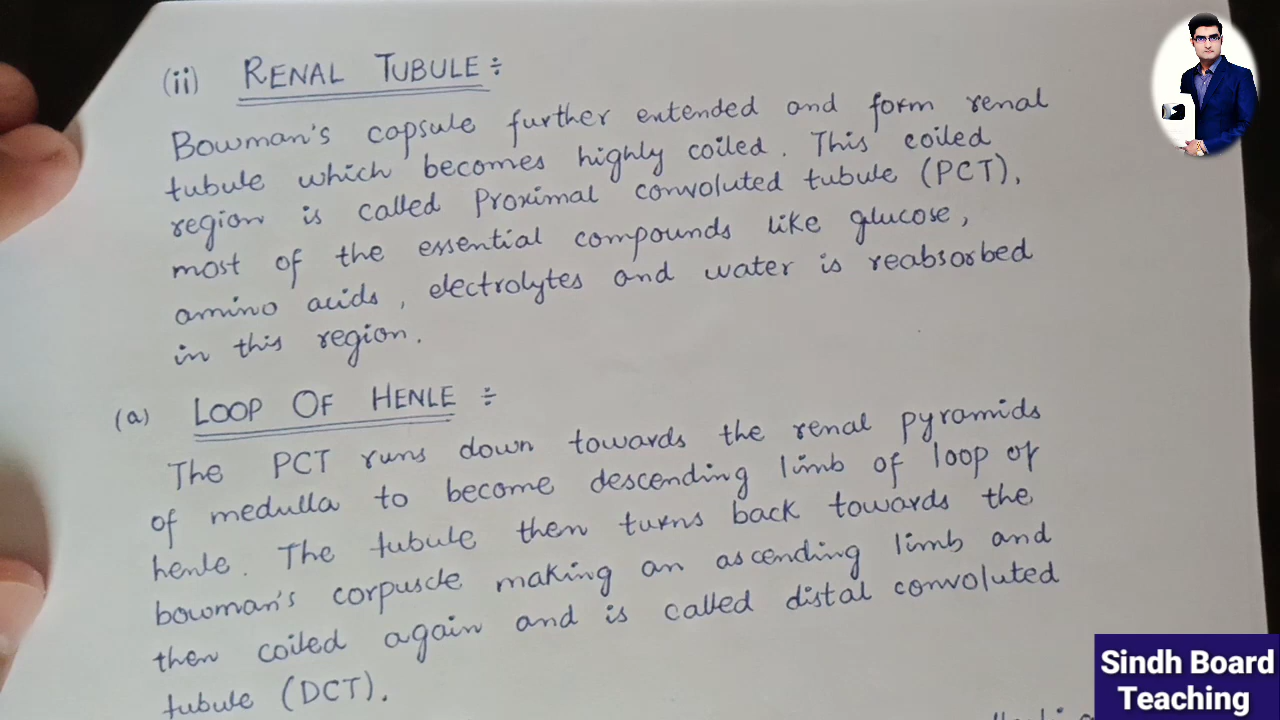 (ii) RENAL TUBULE÷
Bowman's capsule further extended and form renal
tubule which becomes highly coiled. This coiled
region is called Proximal convoluted tubule (PCT),
most of the essential compounds like glucose,
amino acids, electrolytes and water is reabsorbed
in this region.
(a) LOOP OF HENLE ÷
The PCT runs down towards the renal pyramids
of medulla to become descending limb of loop of
henle. The tubule then turns back towards the
bowman's corpuscle making an ascending limb and
then coiled again and is called distal convoluted
tubule (DCT).
Sindh Board
Teaching